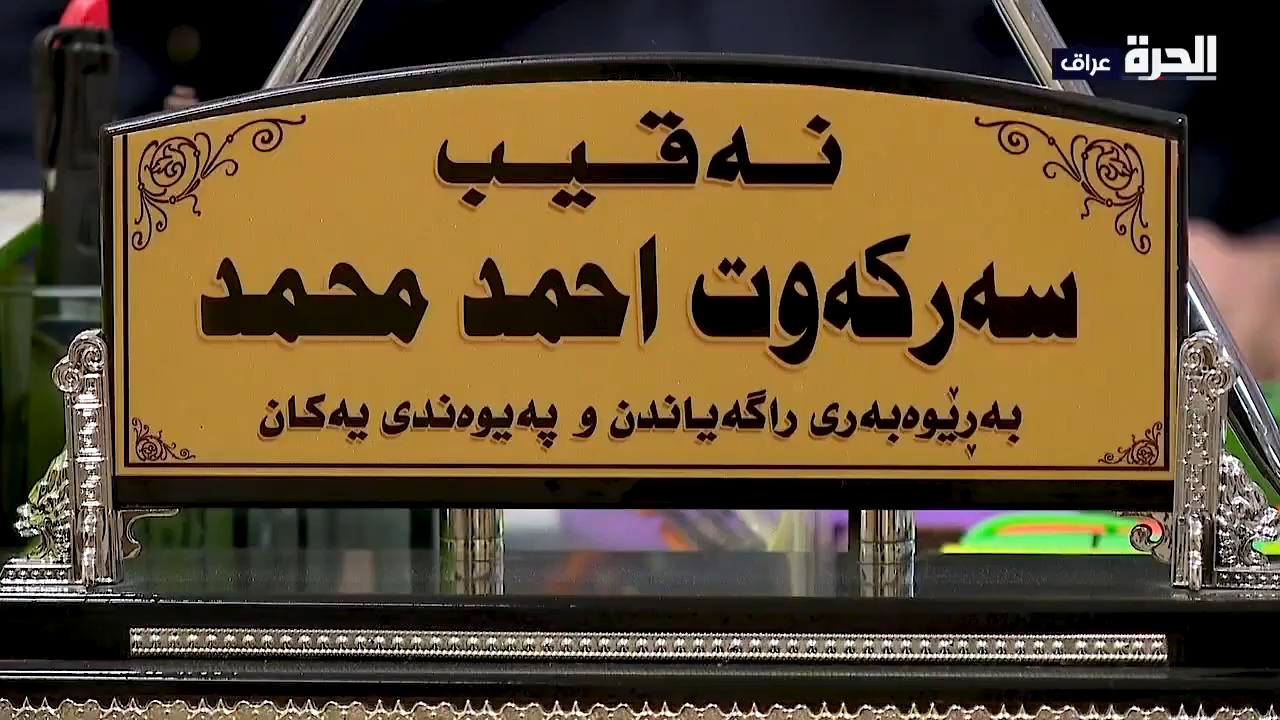 الحرة
عراق
نەقیب
سەرکەوت احمد محمد
بەڕێوەبەری راگەیاندن و پەیوەندی یەکان